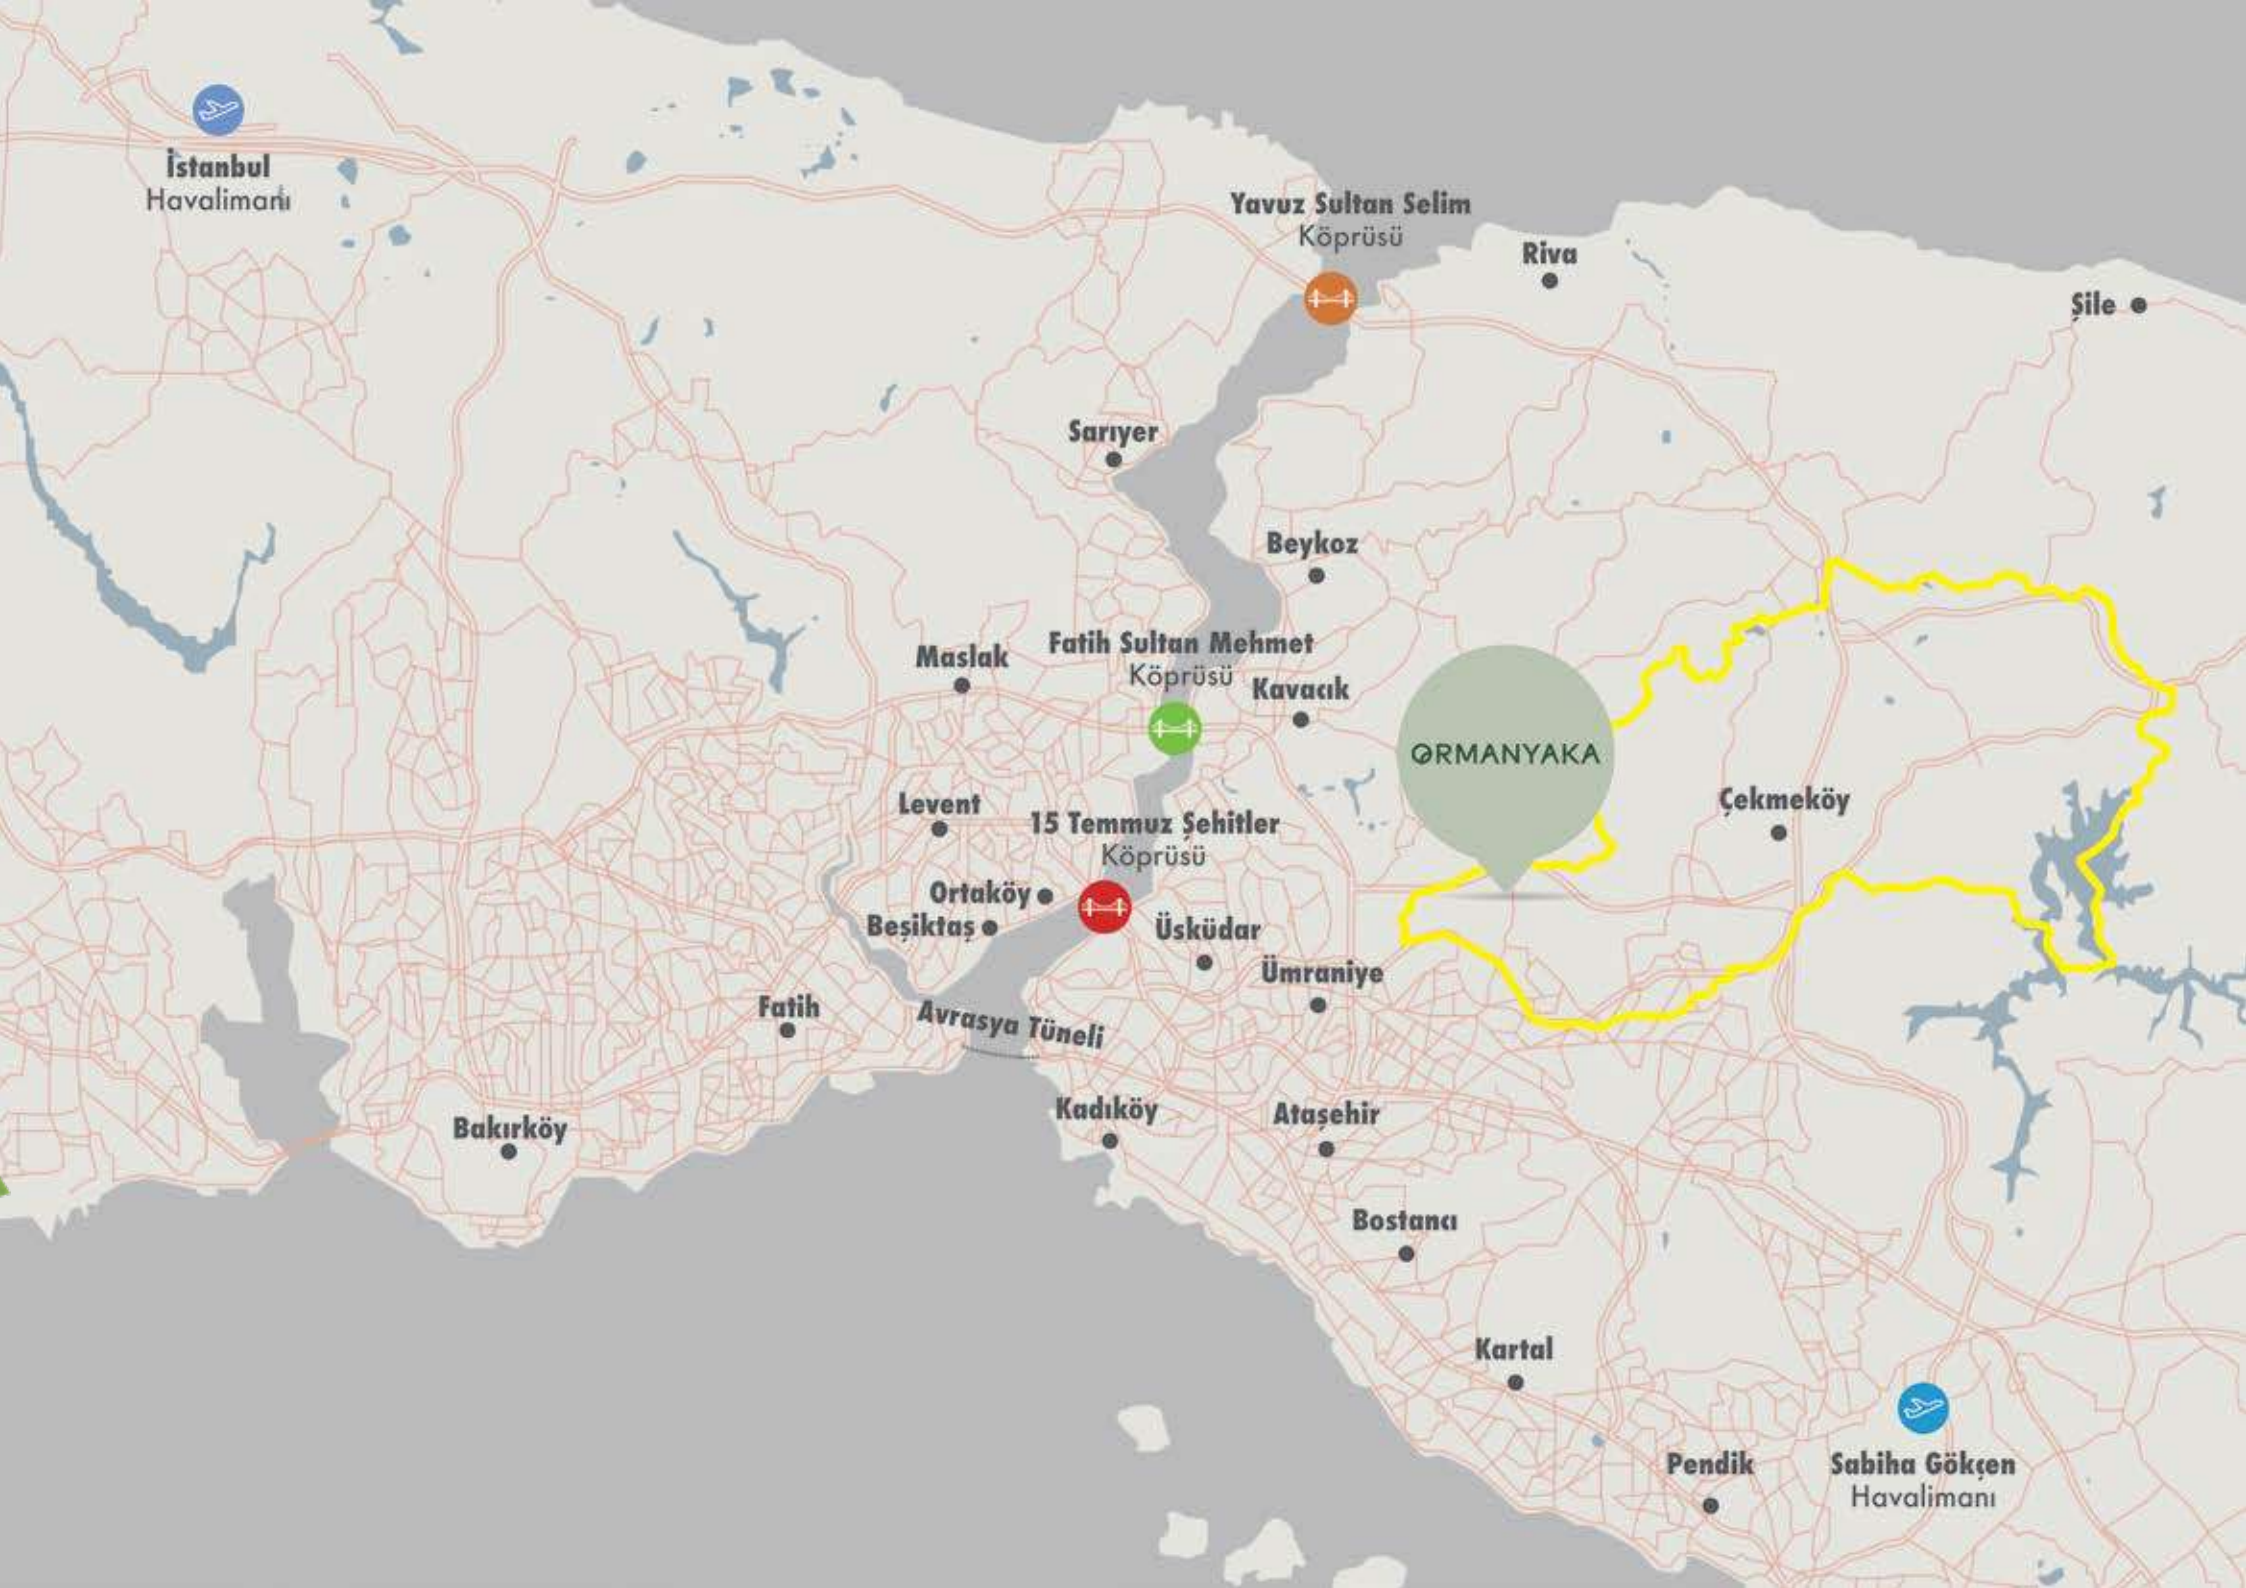 İstanbul
Havalimanı
Yavuz Sultan Selim
Köprüsü
Riva
Şile
Sarıyer
Beykoz
Maslak
Fatih Sultan Mehmet
Köprüsü
Kavacık
ORMANYAKA
Levent
15 Temmuz Şehitler
Köprüsü
Çekmeköy
Ortaköy
Beşiktaş
Üsküdar
Ümraniye
Fatih
Avrasya Tüneli
Bakırköy
Kadıköy
Ataşehir
Bostancı
Kartal
Pendik
Sabiha Gökçen
Havalimanı